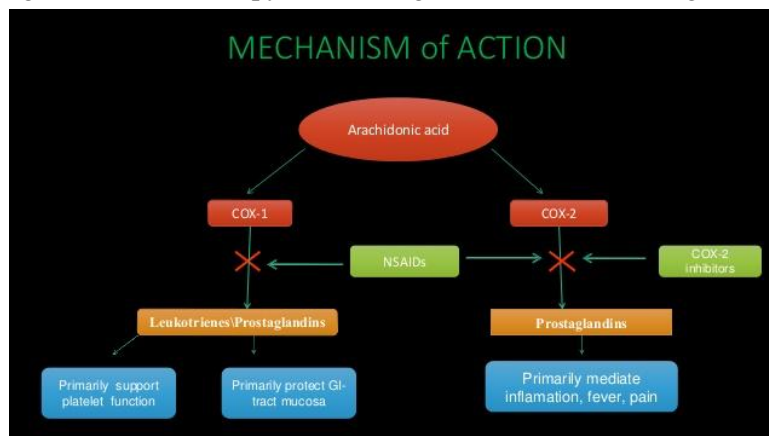 MECHANISM of ACTION
Arachidonic acid
COX-1
COX-2
NSAIDs
COX-2
inhibitors
Leukotrienes\Prostaglandins
Prostaglandins
Primarily support
platelet function
Primarily protect GI-
tract mucosa
Primarily mediate
inflamation, fever, pain